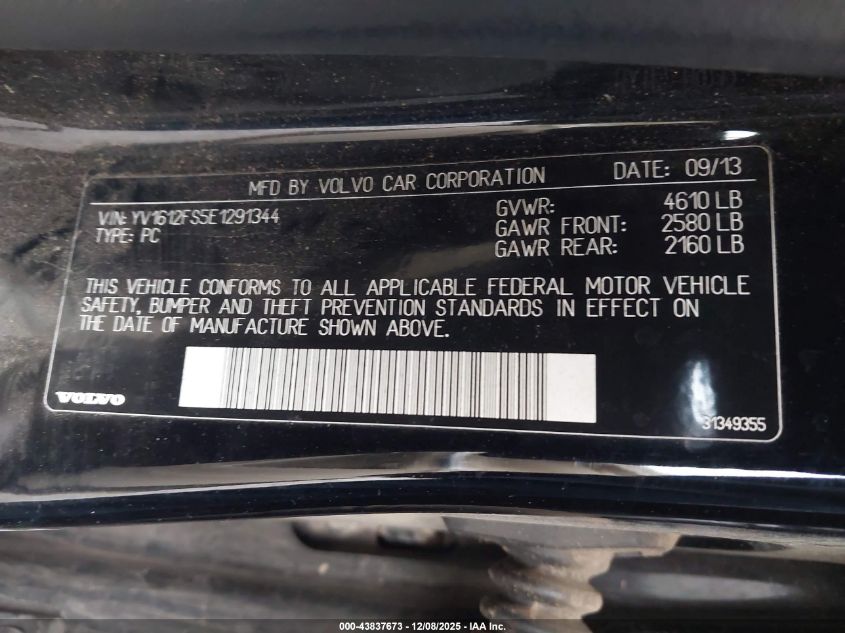 MFD BY VOLVO CAR CORPORATION DATE: 09/13
VIN: YV1612FS5E1291344 GVWR: 4610 LB
TYPE: PC GAWR FRONT: 2580 LB
GAWR REAR: 2160 LB
THIS VEHICLE CONFORMS TO ALL APPLICABLE FEDERAL MOTOR VEHICLE
SAFETY, BUMPER AND THEFT PREVENTION STANDARDS IN EFFECT ON
THE DATE OF MANUFACTURE SHOWN ABOVE.
VOLVO
31349355
000-43837673 - 12/08/2025 - IAA Inc.